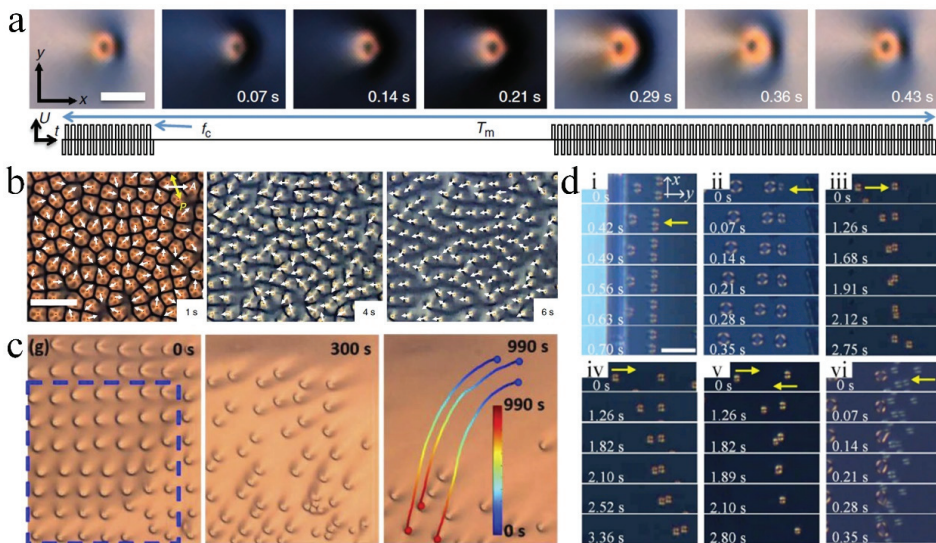 a
y
x
0.07 s
0.14 s
0.21 s
0.29 s
0.36 s
0.43 s
U
t
fc
Tm
b
A
P
1 s
4 s
6 s
c
(g)
0 s
300 s
990 s
990 s
0 s
d
i
x
y
0 s
0.42 s
0.49 s
0.56 s
0.63 s
0.70 s
ii
0 s
0.07 s
0.14 s
0.21 s
0.28 s
0.35 s
iii
0 s
1.26 s
1.68 s
1.91 s
2.12 s
2.75 s
iv
0 s
1.26 s
1.82 s
2.10 s
2.52 s
3.36 s
v
0 s
1.26 s
1.82 s
1.89 s
2.10 s
2.80 s
vi
0 s
0.07 s
0.14 s
0.21 s
0.28 s
0.35 s